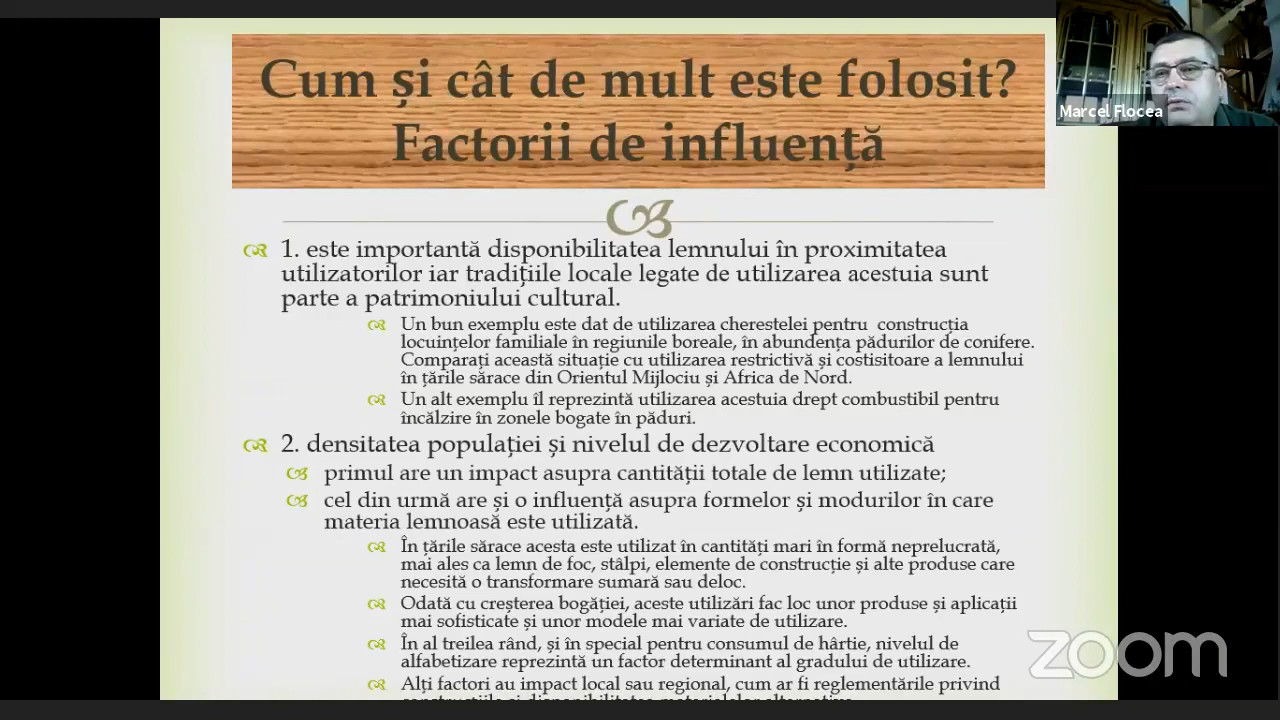 Cum și cât de mult este folosit?
Factorii de influență
Marcel Flocea
1. este importantă disponibilitatea lemnului în proximitatea
utilizatorilor iar tradițiile locale legate de utilizarea acestuia sunt
parte a patrimoniului cultural.
Un bun exemplu este dat de utilizarea cherestelei pentru construcția
locuințelor familiale în regiunile boreale, în abundența pădurilor de conifere.
Comparați această situație cu utilizarea restrictivă și costisitoare a lemnului
în țările sărace din Orientul Mijlociu și Africa de Nord.
Un alt exemplu îl reprezintă utilizarea acestuia drept combustibil pentru
încălzire în zonele bogate în păduri.
2. densitatea populației și nivelul de dezvoltare economică
primul are un impact asupra cantității totale de lemn utilizate;
cel din urmă are și o influență asupra formelor și modurilor în care
materia lemnoasă este utilizată.
În țările sărace acesta este utilizat în cantități mari în formă neprelucrată,
mai ales ca lemn de foc, stâlpi, elemente de construcție și alte produse care
necesită o transformare sumară sau deloc.
Odată cu creșterea bogăției, aceste utilizări fac loc unor produse și aplicații
mai sofisticate și unor modele mai variate de utilizare.
În al treilea rând, și în special pentru consumul de hârtie, nivelul de
alfabetizare reprezintă un factor determinant al gradului de utilizare.
Alți factori au impact local sau regional, cum ar fi reglementările privind
zoom